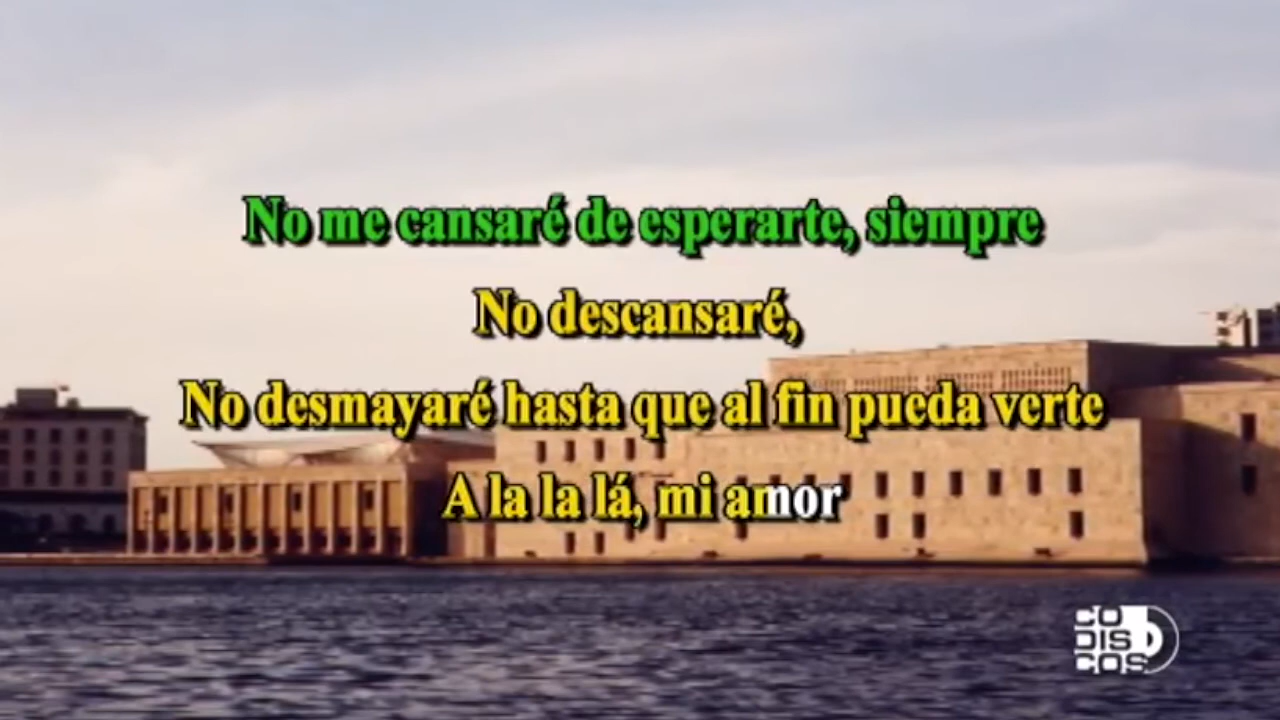 No me cansaré de esperarte, siempre
No descansaré,
No desmayaré hasta que al fin pueda verte
A la la lá, mi amor
CO
DIS
COS